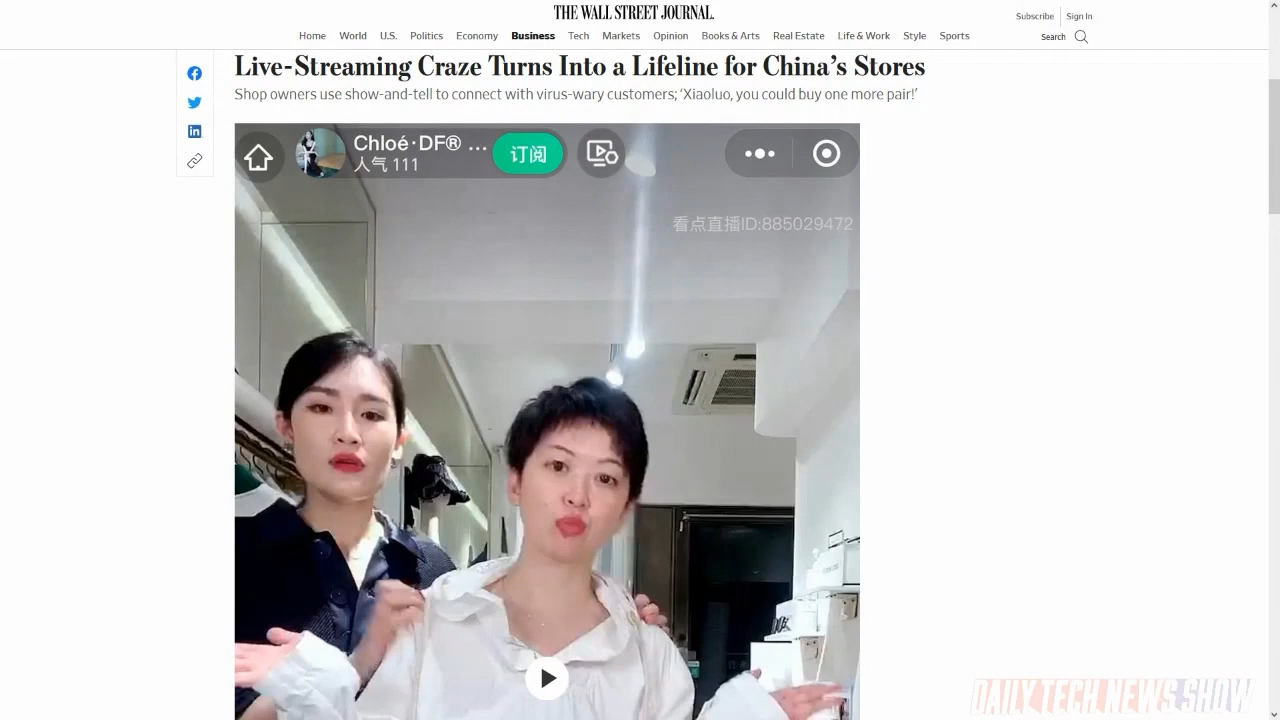 THE WALL STREET JOURNAL.
Subscribe Sign In
Home World U.S. Politics Economy Business Tech Markets Opinion Books & Arts Real Estate Life & Work Style Sports
Search
Live-Streaming Craze Turns Into a Lifeline for China's Stores
Shop owners use show-and-tell to connect with virus-wary customers; 'Xiaoluo, you could buy one more pair!'
Chloé·DF® ...
人气 111
订阅
看点直播ID:885029472
DAILY TECH NEWS SHOW